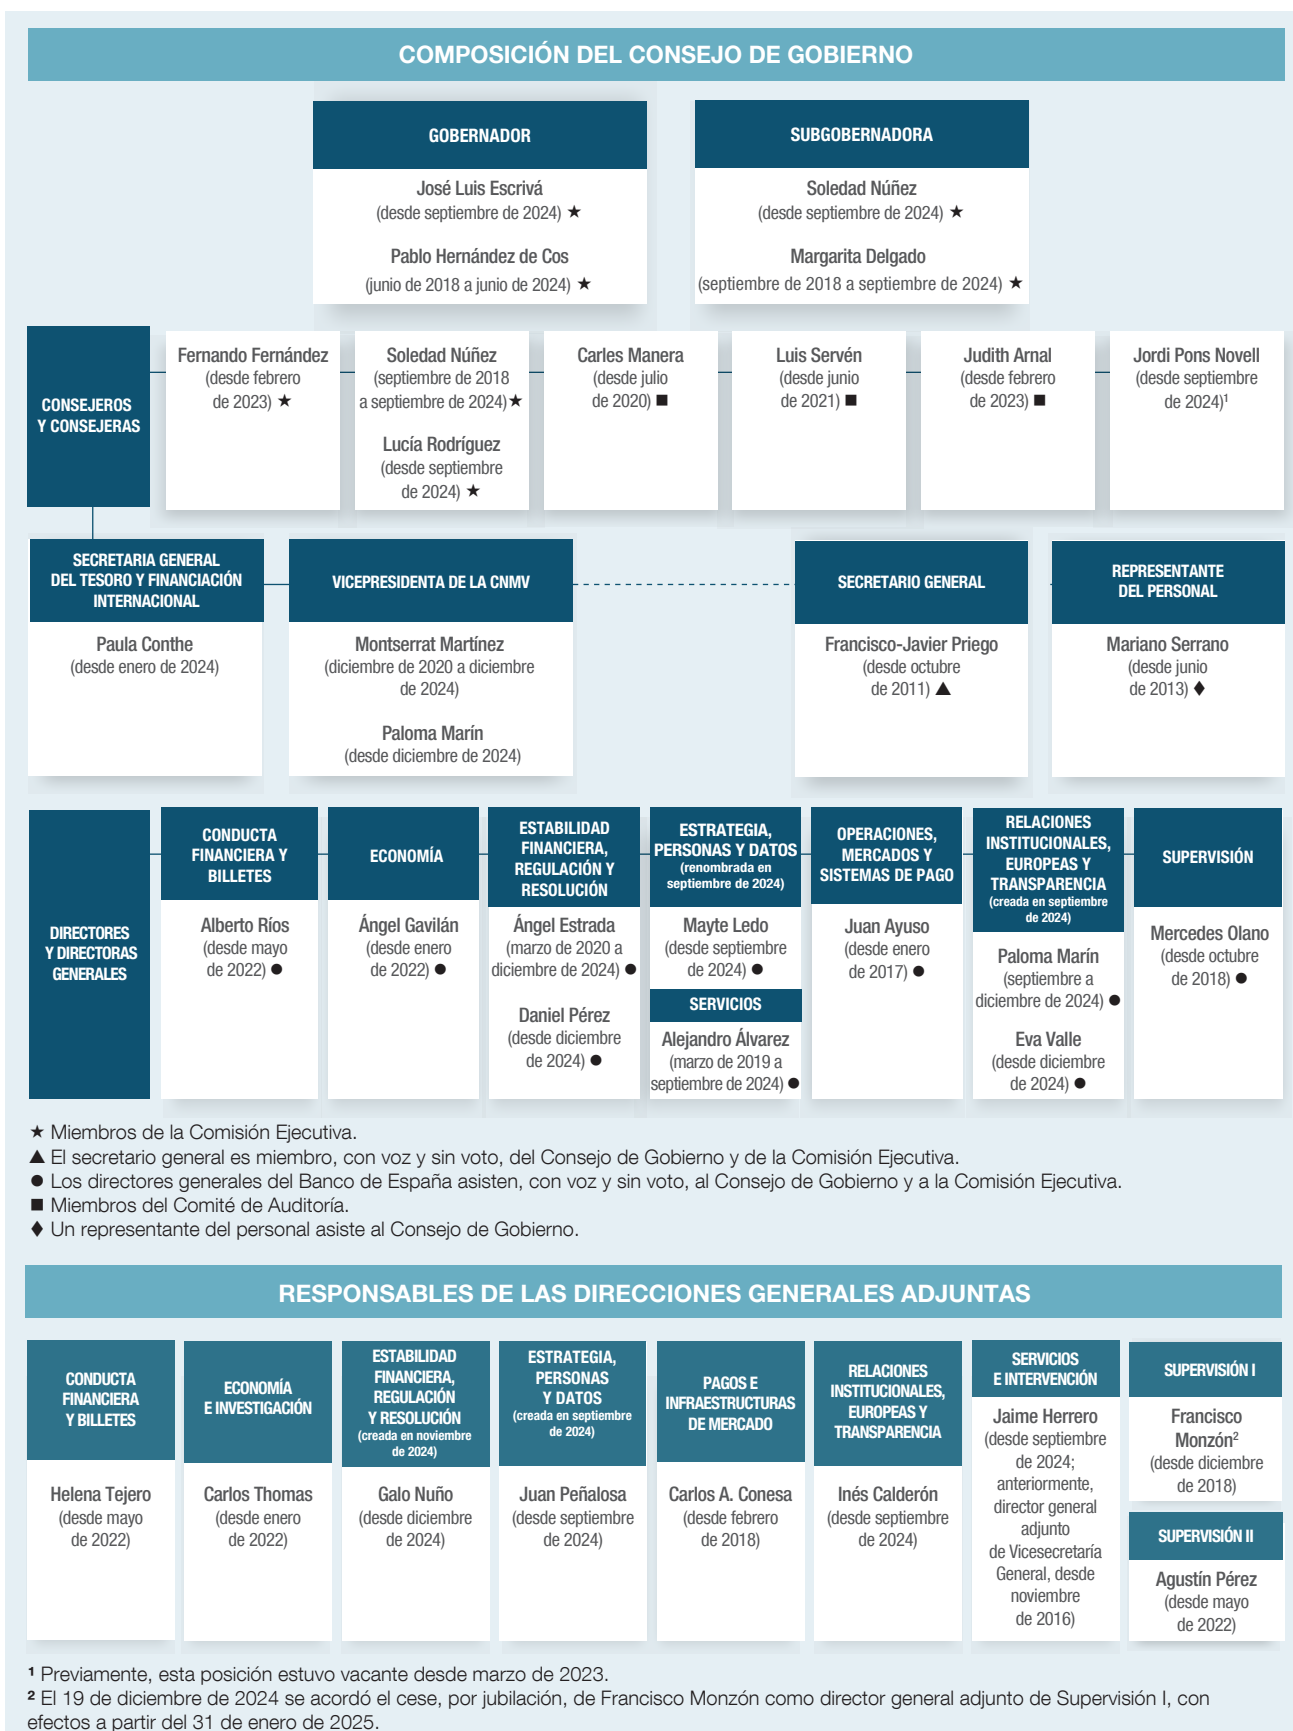 COMPOSICIÓN DEL CONSEJO DE GOBIERNO
GOBERNADOR
José Luis Escrivá
(desde septiembre de 2024) ★
Pablo Hernández de Cos
(junio de 2018 a junio de 2024) ★
SUBGOBERNADORA
Soledad Núñez
(desde septiembre de 2024) ★
Margarita Delgado
(septiembre de 2018 a septiembre de 2024) ★
CONSEJEROS
Y CONSEJERAS
Fernando Fernández
(desde febrero
de 2023) ★
Soledad Núñez
(septiembre de 2018
a septiembre de 2024)★
Lucía Rodríguez
(desde septiembre
de 2024) ★
Carles Manera
(desde julio
de 2020) ■
Luis Servén
(desde junio
de 2021) ■
Judith Arnal
(desde febrero
de 2023) ■
Jordi Pons Novell
(desde septiembre
de 2024)¹
SECRETARIA GENERAL
DEL TESORO Y FINANCIACIÓN
INTERNACIONAL
Paula Conthe
(desde enero de 2024)
VICEPRESIDENTA DE LA CNMV
Montserrat Martínez
(diciembre de 2020 a diciembre
de 2024)
Paloma Marín
(desde diciembre de 2024)
SECRETARIO GENERAL
Francisco-Javier Priego
(desde octubre
de 2011) ▲
REPRESENTANTE
DEL PERSONAL
Mariano Serrano
(desde junio
de 2013) ♦
DIRECTORES
Y DIRECTORAS
GENERALES
CONDUCTA
FINANCIERA Y
BILLETES
Alberto Ríos
(desde mayo
de 2022) ●
ECONOMÍA
Ángel Gavilán
(desde enero
de 2022) ●
ESTABILIDAD
FINANCIERA,
REGULACIÓN Y
RESOLUCIÓN
Ángel Estrada
(marzo de 2020 a
diciembre de 2024) ●
Daniel Pérez
(desde diciembre
de 2024) ●
ESTRATEGIA,
PERSONAS Y DATOS
(renombrada en
septiembre de 2024)
Mayte Ledo
(desde septiembre
de 2024) ●
SERVICIOS
Alejandro Álvarez
(marzo de 2019 a
septiembre de 2024) ●
OPERACIONES,
MERCADOS Y
SISTEMAS DE PAGO
Juan Ayuso
(desde enero
de 2017) ●
RELACIONES
INSTITUCIONALES,
EUROPEAS Y
TRANSPARENCIA
(creada en septiembre
de 2024)
Paloma Marín
(septiembre a
diciembre de 2024) ●
Eva Valle
(desde diciembre
de 2024) ●
SUPERVISIÓN
Mercedes Olano
(desde octubre
de 2018) ●
★ Miembros de la Comisión Ejecutiva.
▲ El secretario general es miembro, con voz y sin voto, del Consejo de Gobierno y de la Comisión Ejecutiva.
● Los directores generales del Banco de España asisten, con voz y sin voto, al Consejo de Gobierno y a la Comisión Ejecutiva.
■ Miembros del Comité de Auditoría.
♦ Un representante del personal asiste al Consejo de Gobierno.
RESPONSABLES DE LAS DIRECCIONES GENERALES ADJUNTAS
CONDUCTA
FINANCIERA
Y BILLETES
Helena Tejero
(desde mayo
de 2022)
ECONOMÍA
E INVESTIGACIÓN
Carlos Thomas
(desde enero
de 2022)
ESTABILIDAD
FINANCIERA,
REGULACIÓN
Y RESOLUCIÓN
(creada en noviembre
de 2024)
Galo Nuño
(desde diciembre
de 2024)
ESTRATEGIA,
PERSONAS
Y DATOS
(creada en septiembre
de 2024)
Juan Peñalosa
(desde septiembre
de 2024)
PAGOS E
INFRAESTRUCTURAS
DE MERCADO
Carlos A. Conesa
(desde febrero
de 2018)
RELACIONES
INSTITUCIONALES,
EUROPEAS Y
TRANSPARENCIA
Inés Calderón
(desde septiembre
de 2024)
SERVICIOS
E INTERVENCIÓN
Jaime Herrero
(desde septiembre
de 2024;
anteriormente,
director general
adjunto
de Vicesecretaría
General, desde
noviembre
de 2016)
SUPERVISIÓN I
Francisco
Monzón²
(desde diciembre
de 2018)
SUPERVISIÓN II
Agustín Pérez
(desde mayo
de 2022)
¹ Previamente, esta posición estuvo vacante desde marzo de 2023.
² El 19 de diciembre de 2024 se acordó el cese, por jubilación, de Francisco Monzón como director general adjunto de Supervisión I, con
efectos a partir del 31 de enero de 2025.